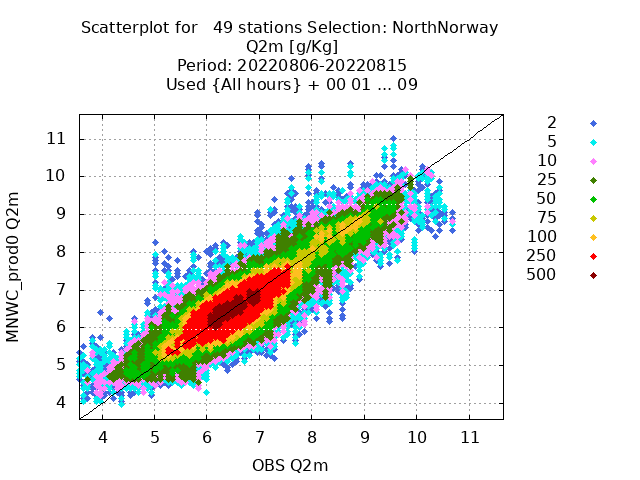 Scatterplot for   49 stations Selection: NorthNorway
Q2m [g/Kg]
Period: 20220806-20220815
Used {All hours} + 00 01 ... 09
MNWC_prod0 Q2m
11
10
9
8
7
6
5
4
4 5 6 7 8 9 10 11
OBS Q2m
2
5
10
25
50
75
100
250
500